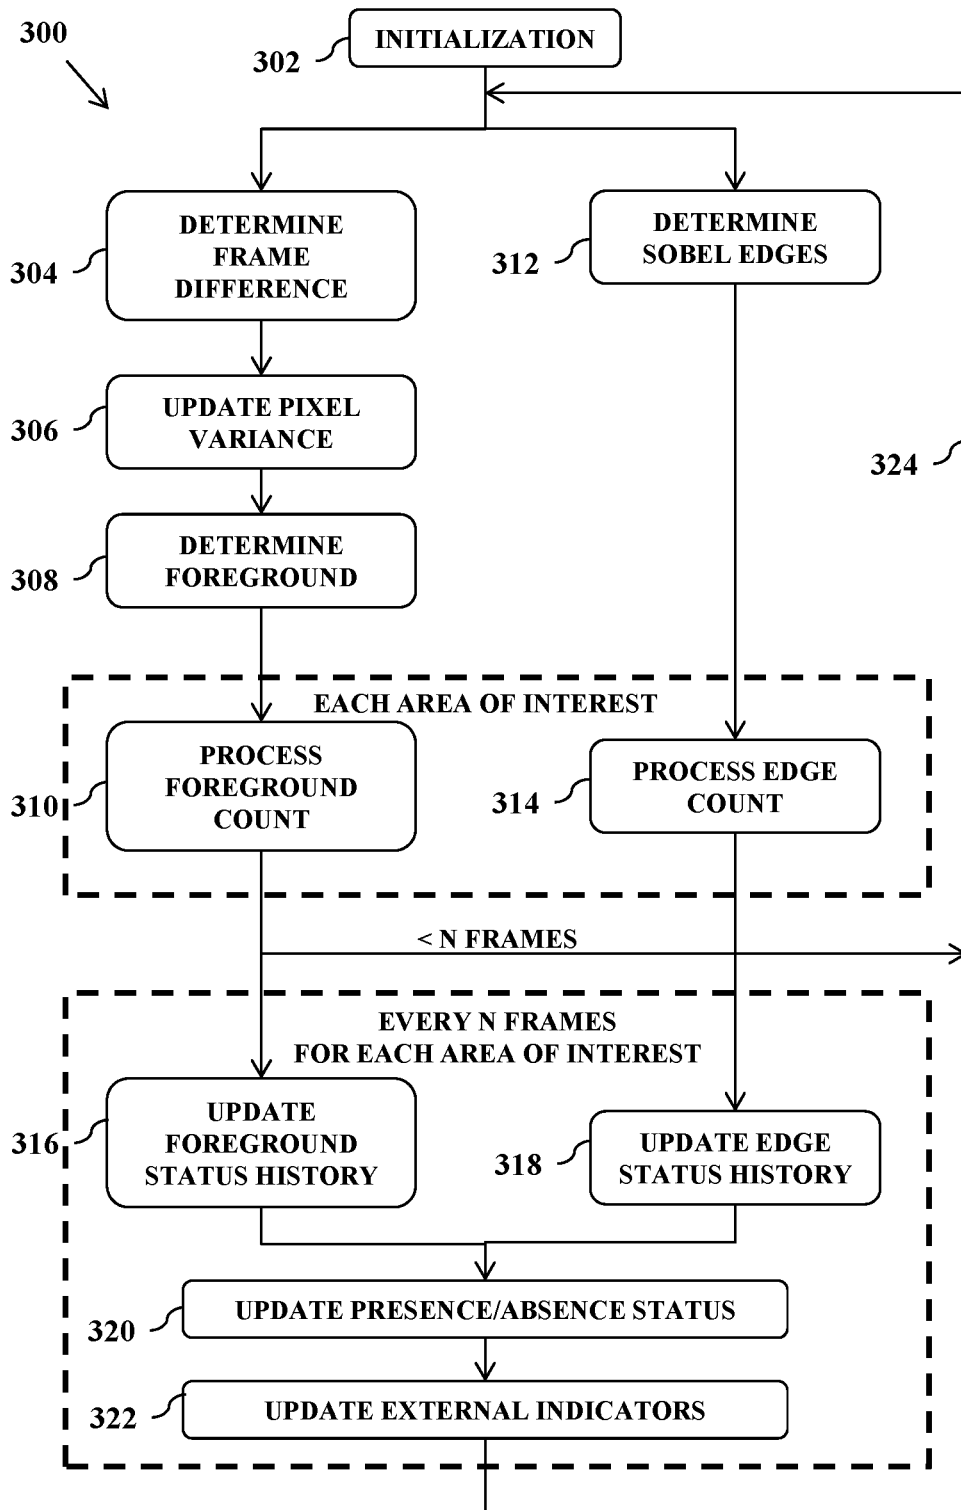 300
INITIALIZATION
302
DETERMINE
FRAME
DIFFERENCE
304
DETERMINE
SOBEL EDGES
312
UPDATE PIXEL
VARIANCE
306
324
DETERMINE
FOREGROUND
308
EACH AREA OF INTEREST
PROCESS
FOREGROUND
COUNT
310
PROCESS EDGE
COUNT
314
< N FRAMES
EVERY N FRAMES
FOR EACH AREA OF INTEREST
UPDATE
FOREGROUND
STATUS HISTORY
316
UPDATE EDGE
STATUS HISTORY
318
UPDATE PRESENCE/ABSENCE STATUS
320
UPDATE EXTERNAL INDICATORS
322